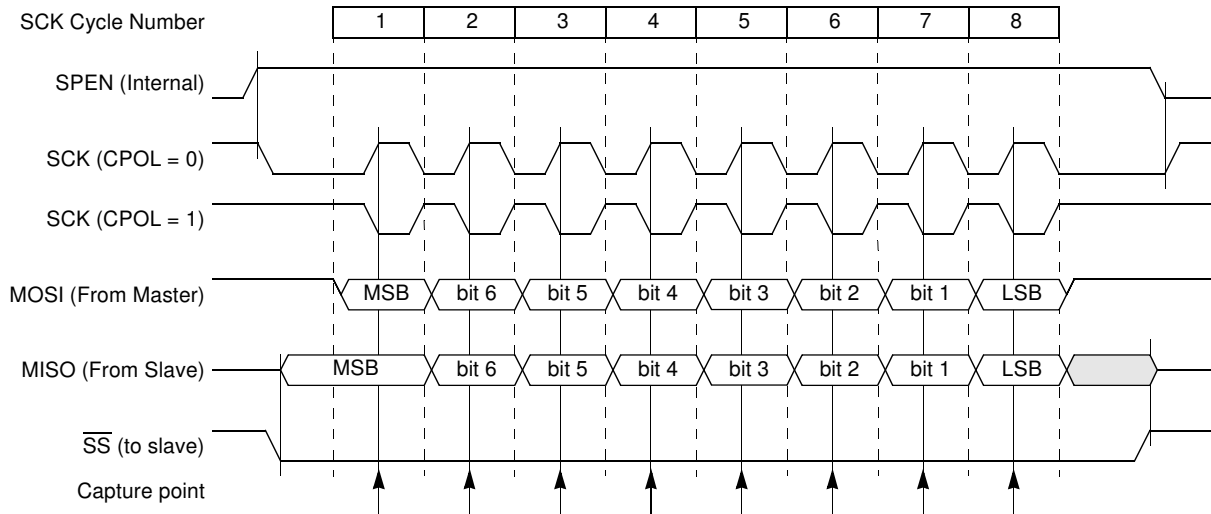 SCK Cycle Number 1 2 3 4 5 6 7 8
SPEN (Internal)
SCK (CPOL = 0)
SCK (CPOL = 1)
MOSI (From Master) MSB bit 6 bit 5 bit 4 bit 3 bit 2 bit 1 LSB
MISO (From Slave) MSB bit 6 bit 5 bit 4 bit 3 bit 2 bit 1 LSB
SS (to slave)
Capture point